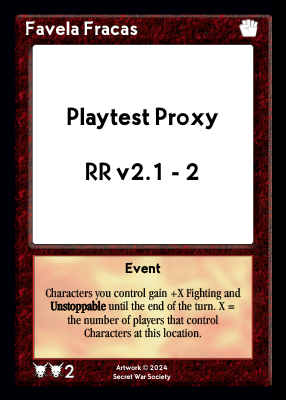 Favela Fracas
Playtest Proxy
RR v2.1 - 2
Event
Characters you control gain +X Fighting and
Unstoppable until the end of the turn. X =
the number of players that control
Characters at this location.
2
Artwork © 2024
Secret War Society